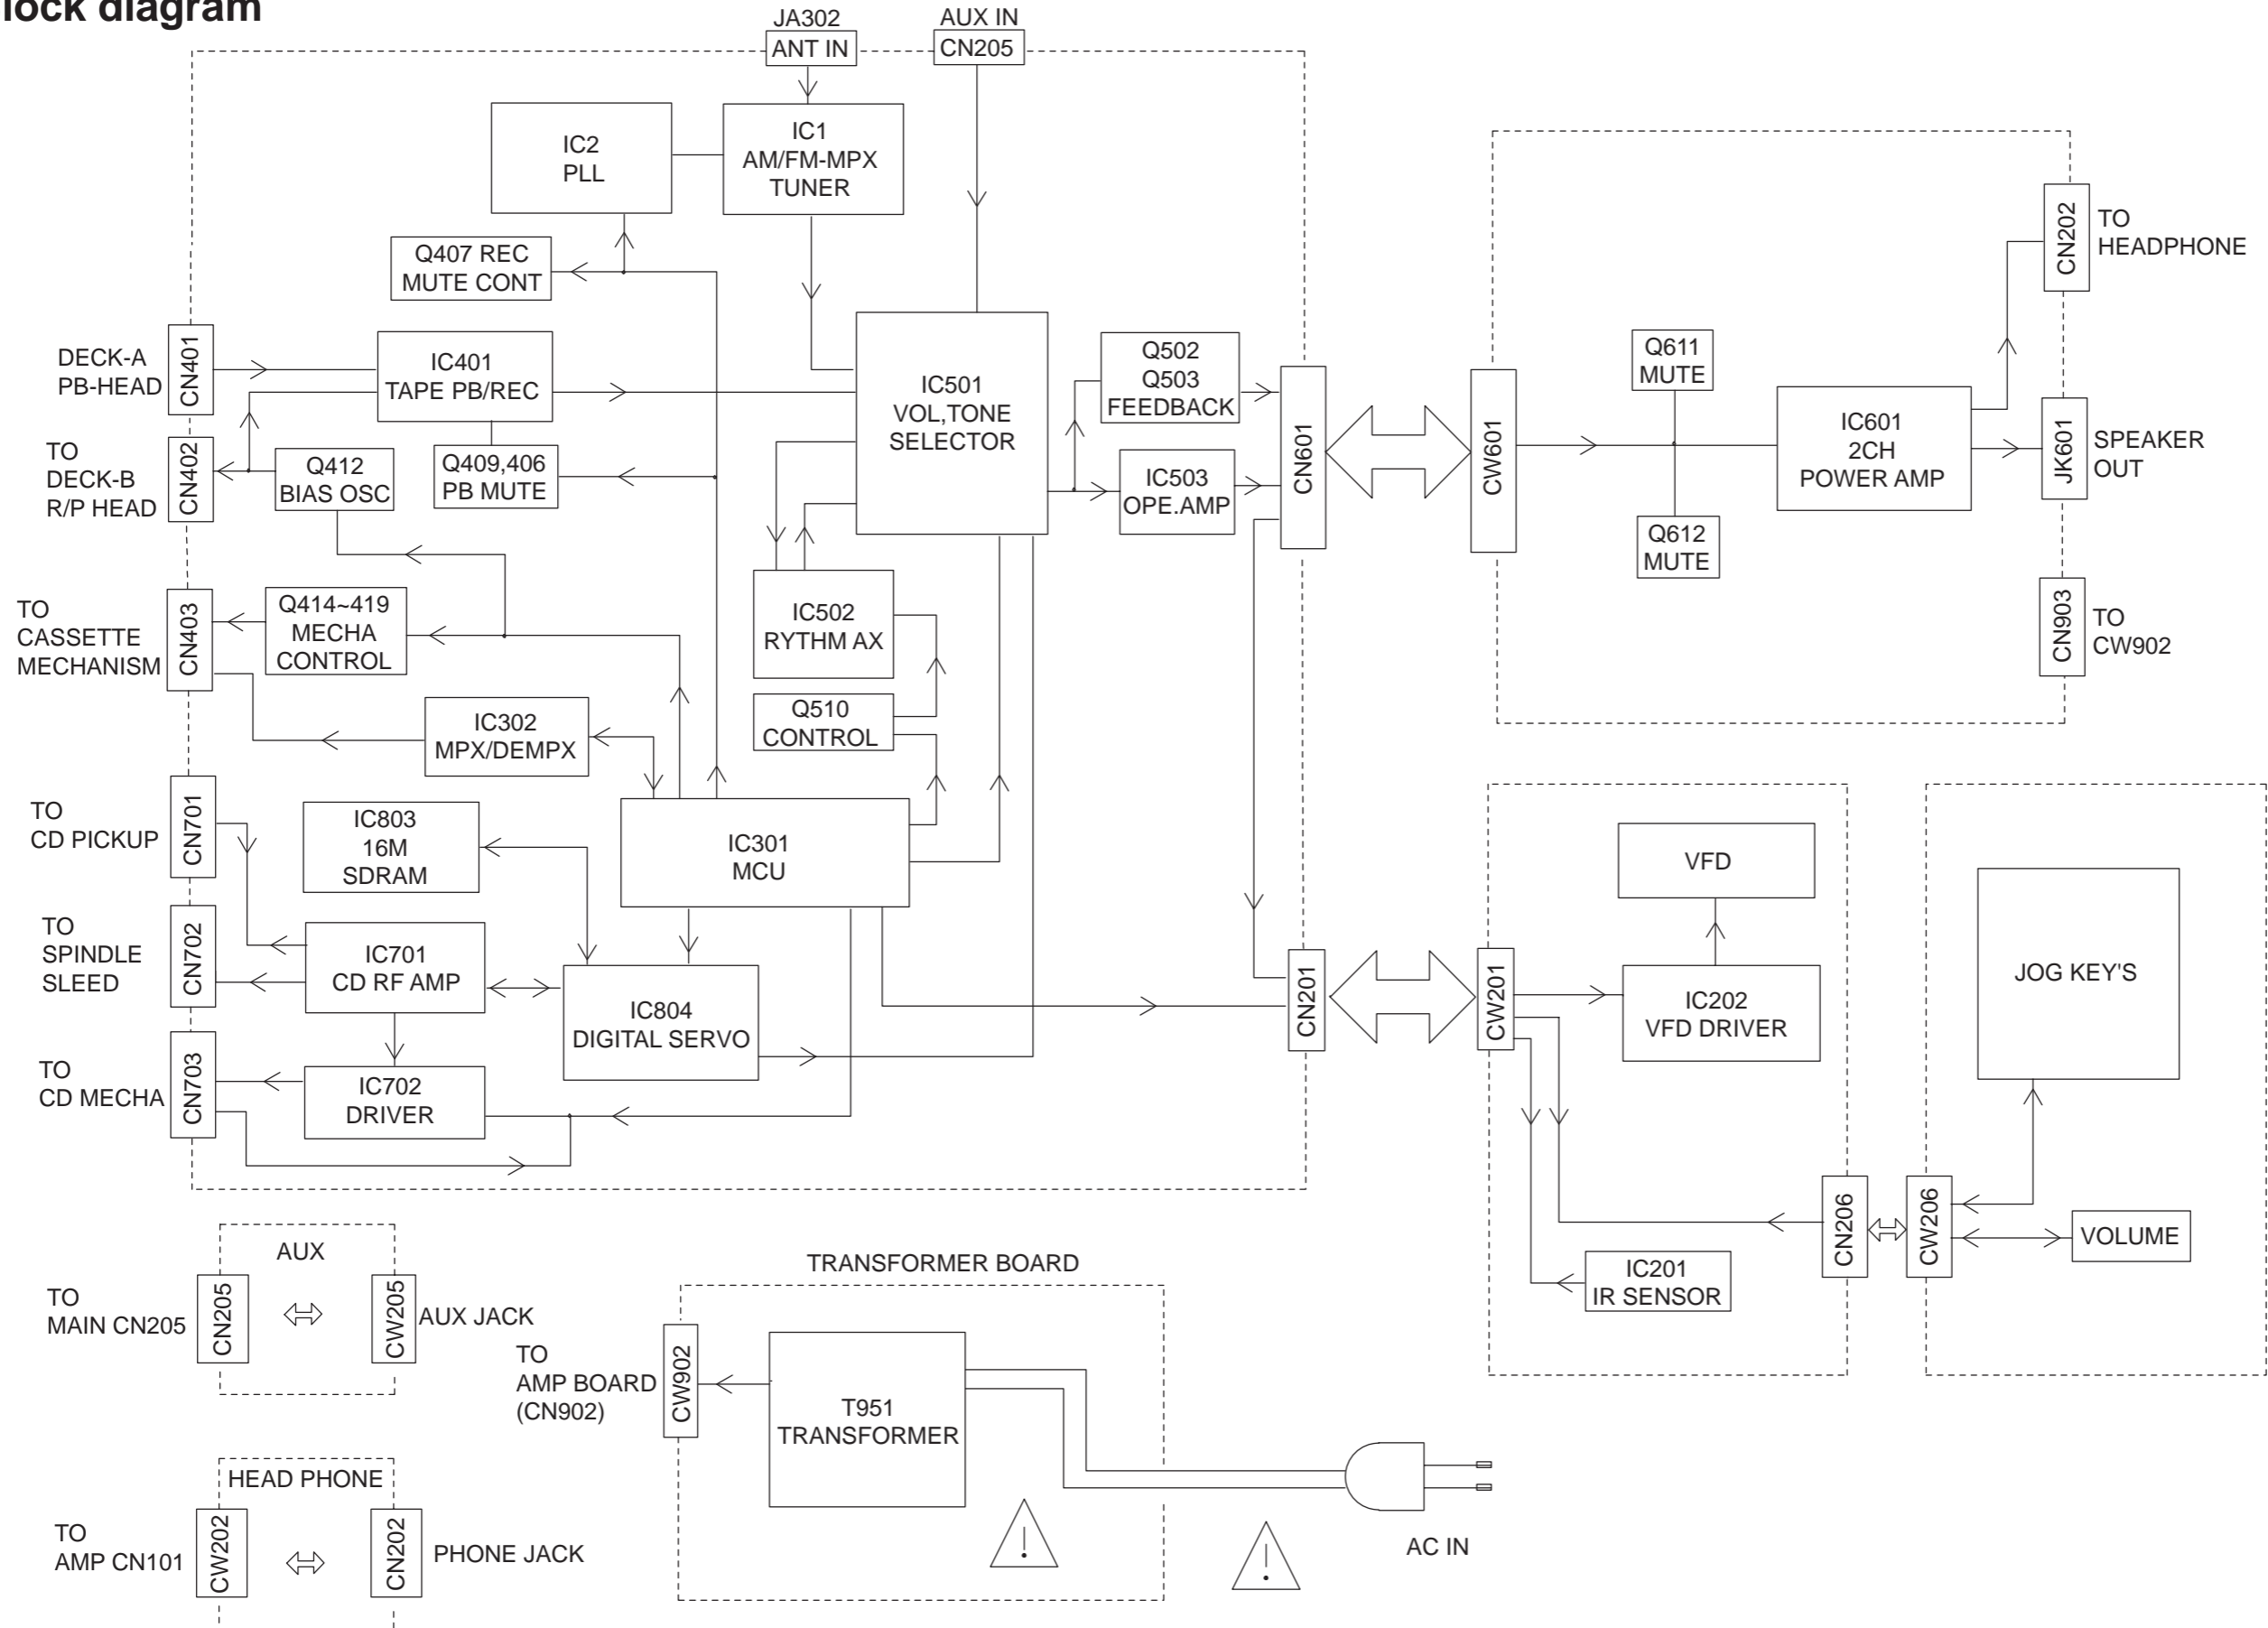 lock diagram
JA302
ANT IN
AUX IN
CN205
IC2
PLL
IC1
AM/FM-MPX
TUNER
Q407 REC
MUTE CONT
DECK-A
PB-HEAD
CN401
IC401
TAPE PB/REC
TO
DECK-B
R/P HEAD
CN402
Q412
BIAS OSC
Q409,406
PB MUTE
IC501
VOL,TONE
SELECTOR
Q502
Q503
FEEDBACK
IC503
OPE.AMP
CN601
CW601
Q611
MUTE
Q612
MUTE
IC601
2CH
POWER AMP
CN202
TO
HEADPHONE
JK601
SPEAKER
OUT
CN903
TO
CW902
TO
CASSETTE
MECHANISM
CN403
Q414~419
MECHA
CONTROL
IC502
RYTHM AX
Q510
CONTROL
IC302
MPX/DEMPX
TO
CD PICKUP
CN701
IC803
16M
SDRAM
IC301
MCU
TO
SPINDLE
SLEED
CN702
IC701
CD RF AMP
IC804
DIGITAL SERVO
TO
CD MECHA
CN703
IC702
DRIVER
CN201
CW201
VFD
IC202
VFD DRIVER
JOG KEY'S
CN206
CW206
VOLUME
IC201
IR SENSOR
AUX
TO
MAIN CN205
CN205
CW205
AUX JACK
TRANSFORMER BOARD
TO
AMP BOARD
(CN902)
CW902
T951
TRANSFORMER
!
!
AC IN
HEAD PHONE
TO
AMP CN101
CW202
CN202
PHONE JACK